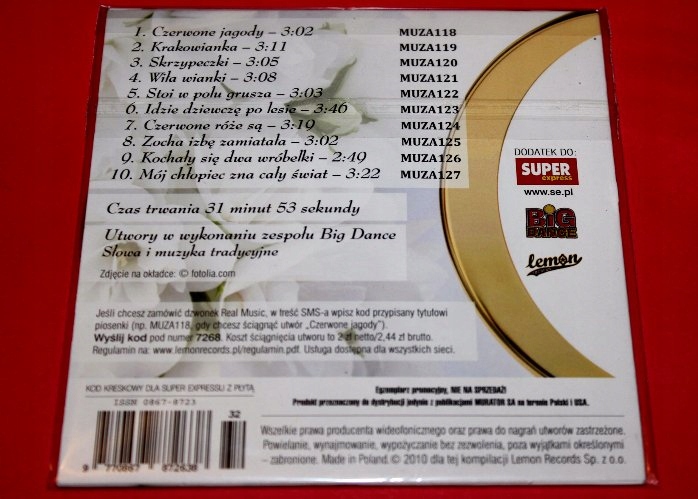 1. Czerwone jagody – 3:02 MUZA118
2. Krakowianka – 3:11 MUZA119
3. Skrzypeczki – 3:05 MUZA120
4. Wiła wianki – 3:08 MUZA121
5. Stoi w polu grusza – 3:03 MUZA122
6. Idzie dziewczę po lesie – 3:46 MUZA123
7. Czerwone róże są – 3:19 MUZA124
8. Zocha izbę zamiatała – 3:02 MUZA125
9. Kochały się dwa wróbelki – 2:49 MUZA126
10. Mój chłopiec zna cały świat – 3:22 MUZA127
Czas trwania 31 minut 53 sekundy
Utwory w wykonaniu zespołu Big Dance
Słowa i muzyka tradycyjne
Zdjęcie na okładce: © fotolia.com
DODATEK DO:
SUPER
express
www.se.pl
BIG
DANCE
lemon
Jeśli chcesz zamówić dzwonek Real Music, w treść SMS-a wpisz kod przypisany tytułowi
piosenki (np. MUZA118, gdy chcesz ściągnąć utwór „Czerwone jagody").
Wyślij kod pod numer 7268. Koszt ściągnięcia utworu to 2 zł netto/2,44 zł brutto.
Regulamin na: www.lemonrecords.pl/regulamin.pdf. Usługa dostępna dla wszystkich sieci.
KOD KRESKOWY DLA SUPER EXPRESSU Z PŁYTĄ
ISSN 0867-8723
32
9 770867 872638
Egzemplarz promocyjny, NIE NA SPRZEDAŻ!
Produkt przeznaczony do dystrybucji jedynie z publikacjami MURATOR SA na terenie Polski i USA.
Wszelkie prawa producenta wideofonicznego oraz prawa do nagrań utworów zastrzeżone.
Powielanie, wynajmowanie, wypożyczanie bez zezwolenia, poza wyjątkami określonymi
– zabronione. Made in Poland. © 2010 dla tej kompilacji Lemon Records Sp. z o.o.